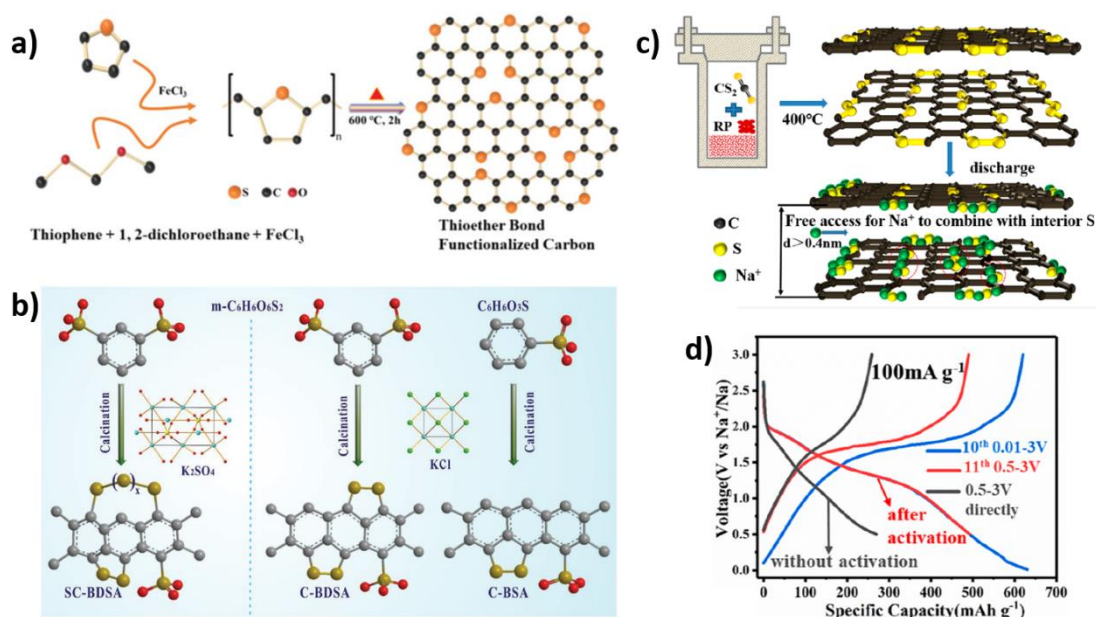 a)
FeCl₃
n
600 °C, 2h
S C O
Thiophene + 1, 2-dichloroethane + FeCl₃
Thioether Bond
Functionalized Carbon
b)
m-C₆H₆O₆S₂
C₆H₆O₃S
Calcination
K₂SO₄
Calcination
KCl
Calcination
x
SC-BDSA
C-BDSA
C-BSA
c)
CS₂
RP
400°C
discharge
C
S
Na⁺
Free access for Na⁺ to combine with interior S
d>0.4nm
d)
100mA g⁻¹
Voltage(V vs Na⁺/Na)
3.0
2.5
2.0
1.5
1.0
0.5
0.0
10ᵗʰ 0.01-3V
11ᵗʰ 0.5-3V
0.5-3V
directly
after
activation
without activation
0 100 200 300 400 500 600 700
Specific Capacity(mAh g⁻¹)